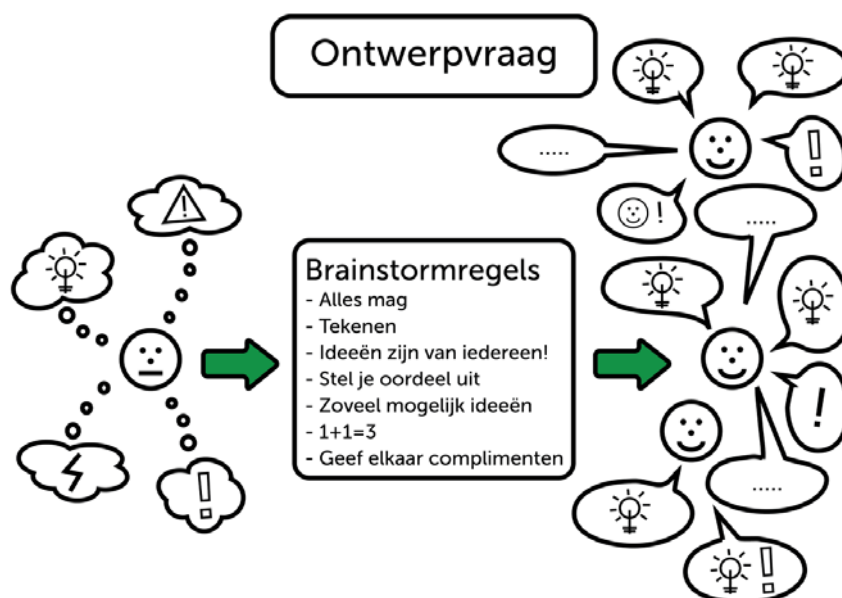 Ontwerpvraag
!
!
.....
!
!
.....
Brainstormregels
- Alles mag
- Tekenen
- Ideeën zijn van iedereen!
- Stel je oordeel uit
- Zoveel mogelijk ideeën
- 1+1=3
- Geef elkaar complimenten
!
!
.....
!